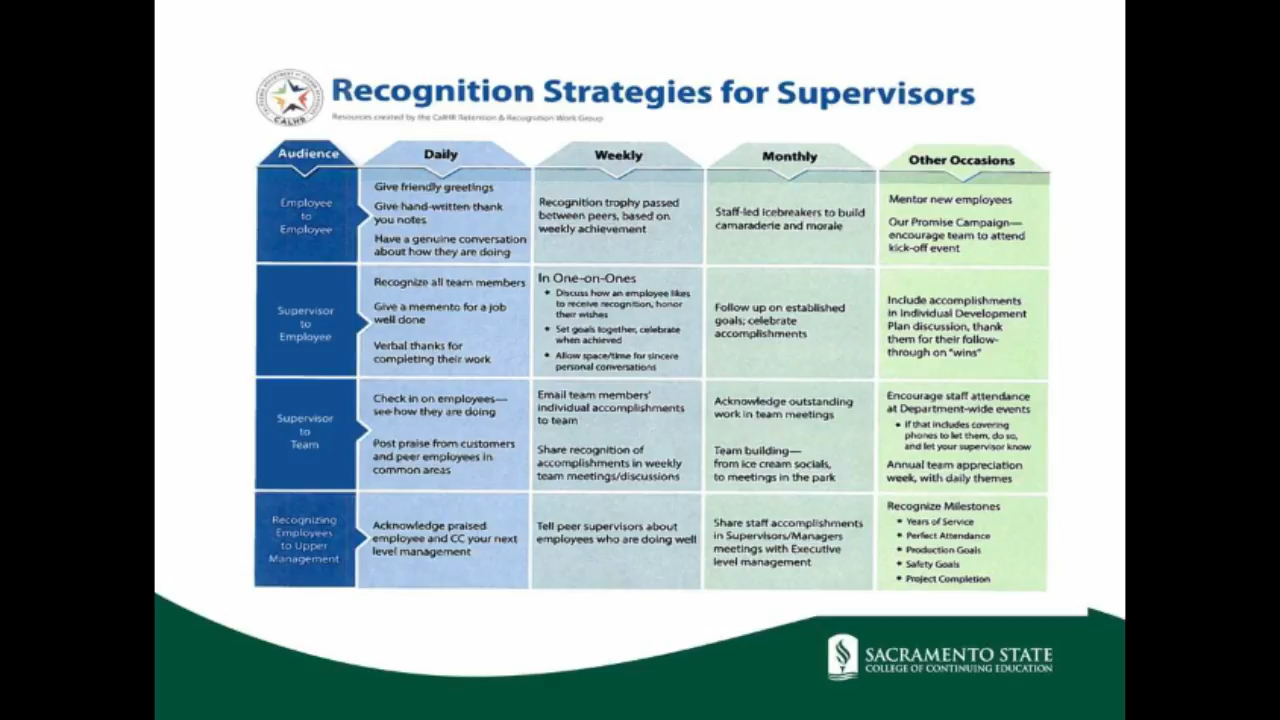 Recognition Strategies for Supervisors
Resources created by the CalHR Retention & Recognition Work Group
CALHR
Audience
Daily
Weekly
Monthly
Other Occasions
Employee
to
Employee
Give friendly greetings
Give hand-written thank
you notes
Have a genuine conversation
about how they are doing
Recognition trophy passed
between peers, based on
weekly achievement
Staff-led icebreakers to build
camaraderie and morale
Mentor new employees
Our Promise Campaign—
encourage team to attend
kick-off event
Supervisor
to
Employee
Recognize all team members
Give a memento for a job
well done
Verbal thanks for
completing their work
In One-on-Ones
• Discuss how an employee likes
to receive recognition, honor
their wishes
• Set goals together, celebrate
when achieved
• Allow space/time for sincere
personal conversations
Follow up on established
goals; celebrate
accomplishments
Include accomplishments
in Individual Development
Plan discussion, thank
them for their follow-
through on "wins"
Supervisor
to
Team
Check in on employees—
see how they are doing
Post praise from customers
and peer employees in
common areas
Email team members'
individual accomplishments
to team
Share recognition of
accomplishments in weekly
team meetings/discussions
Acknowledge outstanding
work in team meetings
Team building—
from ice cream socials,
to meetings in the park
Encourage staff attendance
at Department-wide events
• If that includes covering
phones to let them, do so,
and let your supervisor know
Annual team appreciation
week, with daily themes
Recognizing
Employees
to Upper
Management
Acknowledge praised
employee and CC your next
level management
Tell peer supervisors about
employees who are doing well
Share staff accomplishments
in Supervisors/Managers
meetings with Executive
level management
Recognize Milestones
• Years of Service
• Perfect Attendance
• Production Goals
• Safety Goals
• Project Completion
SACRAMENTO STATE
COLLEGE OF CONTINUING EDUCATION